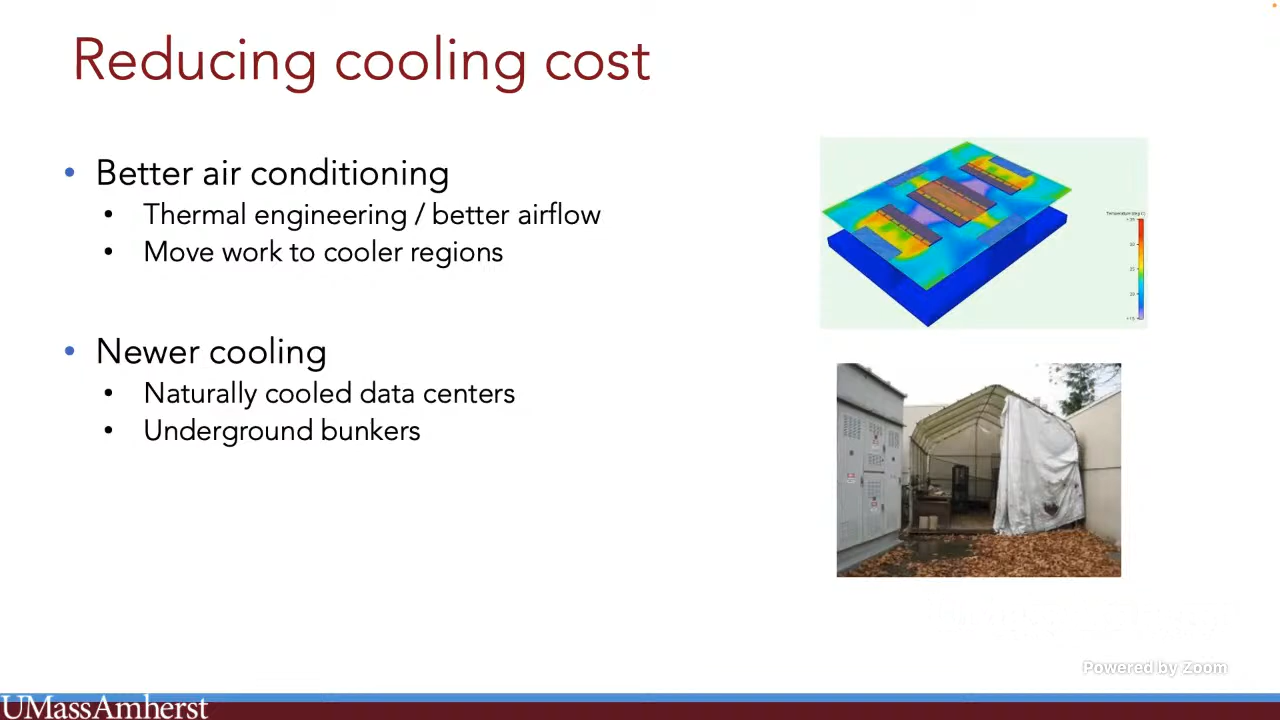 Reducing cooling cost
• Better air conditioning
• Thermal engineering / better airflow
• Move work to cooler regions
• Newer cooling
• Naturally cooled data centers
• Underground bunkers
Powered by Zoom
UMassAmherst